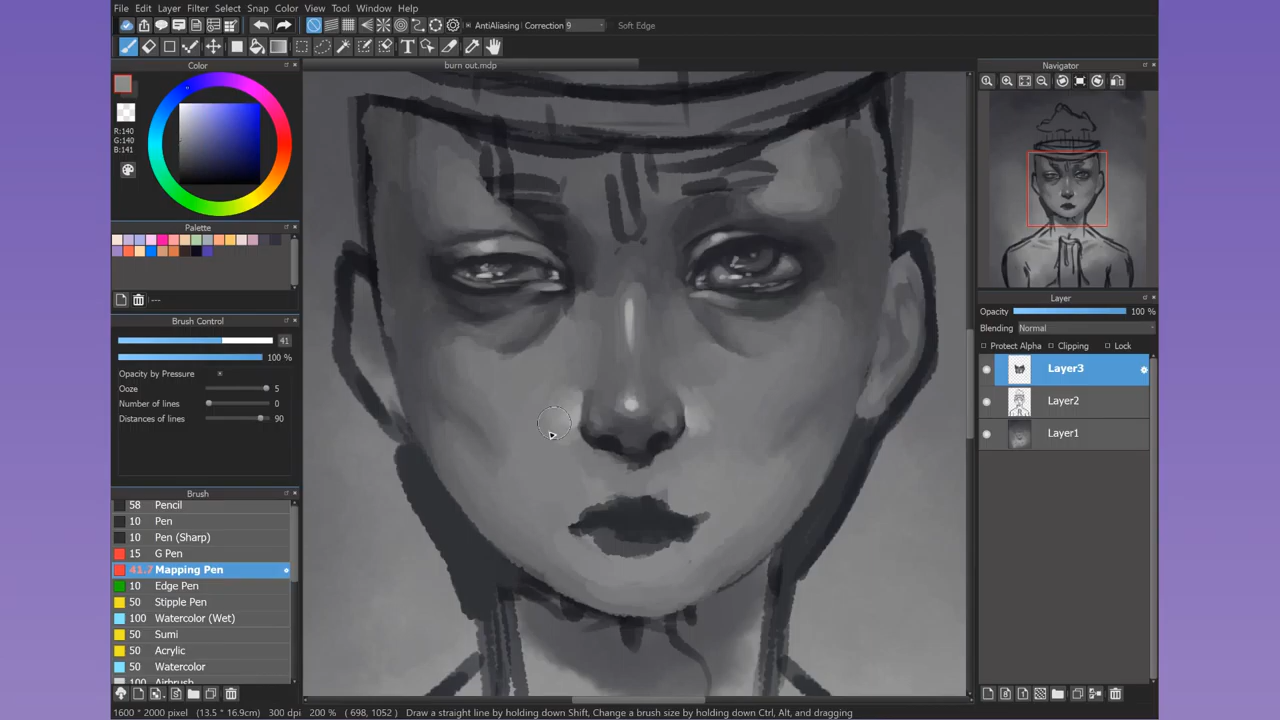 File Edit Layer Filter Select Snap Color View Tool Window Help
AntiAliasing Correction 9 Soft Edge
Color
burn out.mdp
Navigator
R:140
G:140
B:141
Palette
---
Brush Control
41
100 %
Opacity by Pressure
Ooze 5
Number of lines 0
Distances of lines 90
Brush
58 Pencil
10 Pen
10 Pen (Sharp)
15 G Pen
41.7 Mapping Pen
10 Edge Pen
50 Stipple Pen
100 Watercolor (Wet)
50 Sumi
50 Acrylic
50 Watercolor
Airbrush
Layer
Opacity 100 %
Blending Normal
Protect Alpha Clipping Lock
Layer3
Layer2
Layer1
1600 * 2000 pixel (13.5 * 16.9cm) 300 dpi 200 % ( 698, 1052 ) Draw a straight line by holding down Shift, Change a brush size by holding down Ctrl, Alt, and dragging